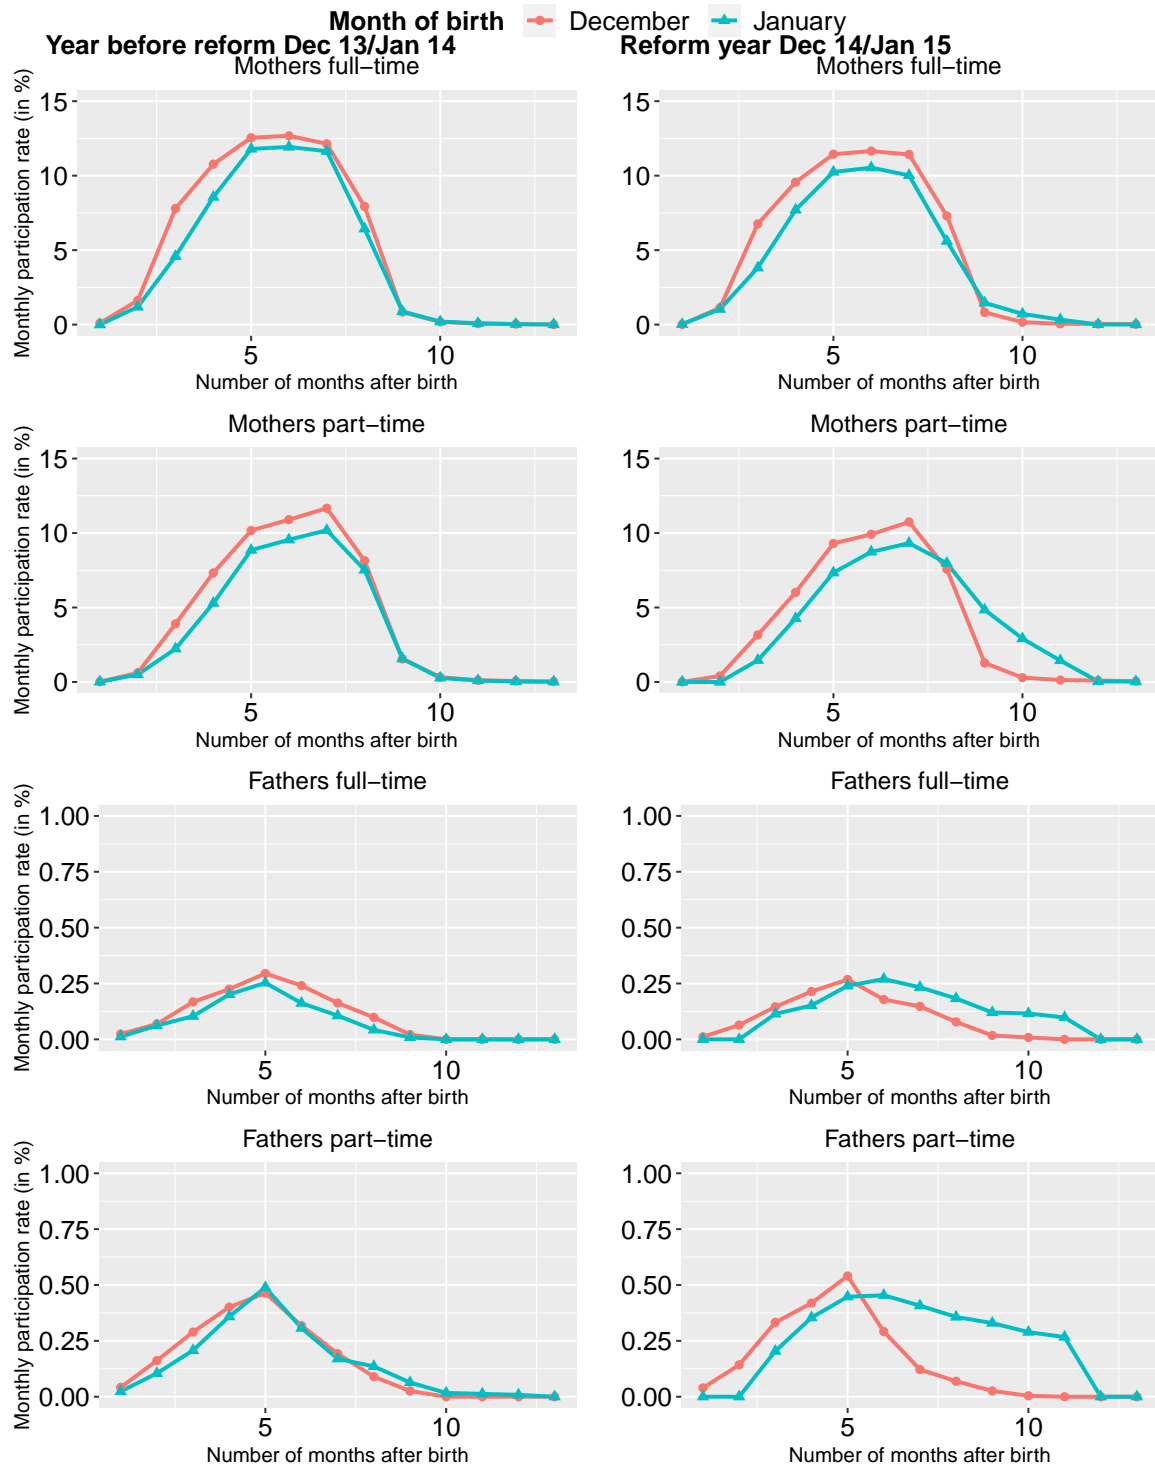 Month of birth December January
Year before reform Dec 13/Jan 14
Reform year Dec 14/Jan 15
Mothers full−time
Monthly participation rate (in %)
15
10
5
0
5 10
Number of months after birth
Mothers full−time
15
10
5
0
5 10
Number of months after birth
Mothers part−time
Monthly participation rate (in %)
15
10
5
0
5 10
Number of months after birth
Mothers part−time
15
10
5
0
5 10
Number of months after birth
Fathers full−time
Monthly participation rate (in %)
1.00
0.75
0.50
0.25
0.00
5 10
Number of months after birth
Fathers full−time
1.00
0.75
0.50
0.25
0.00
5 10
Number of months after birth
Fathers part−time
Monthly participation rate (in %)
1.00
0.75
0.50
0.25
0.00
5 10
Number of months after birth
Fathers part−time
1.00
0.75
0.50
0.25
0.00
5 10
Number of months after birth